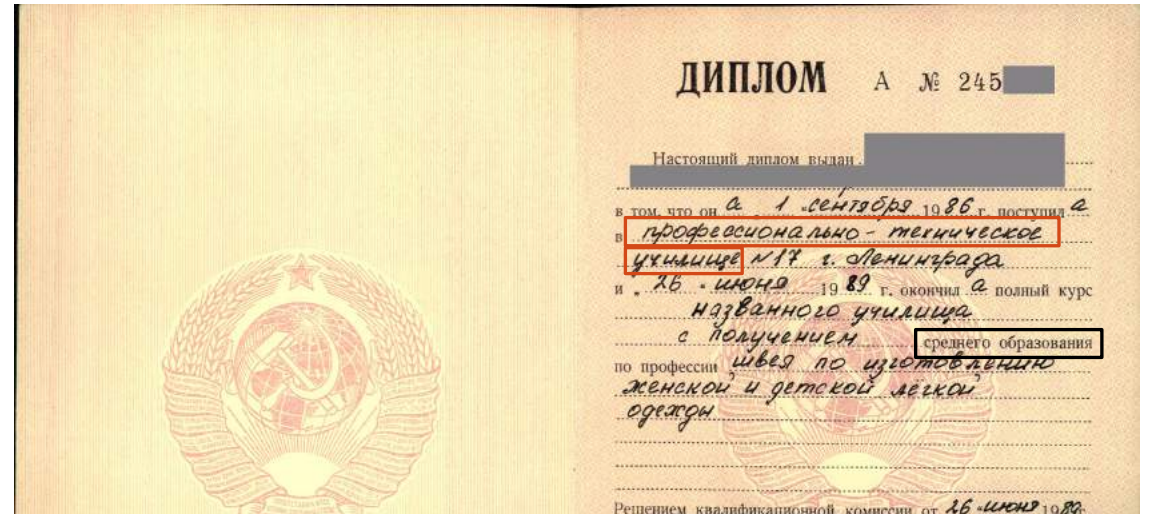 ДИПЛОМ А № 245
Настоящий диплом выдан
в том, что он а 1 " сентября 1986 г. поступил а
в профессионально - техническое
училище №17 г. Ленинграда
и " 26 " июня 1989 г. окончил а полный курс
названного училища
с получением среднего образования
по профессии швея по изготовлению
женской и детской лёгкой
одежды
Решением квалификационной комиссии от 26 " июня 1989г.